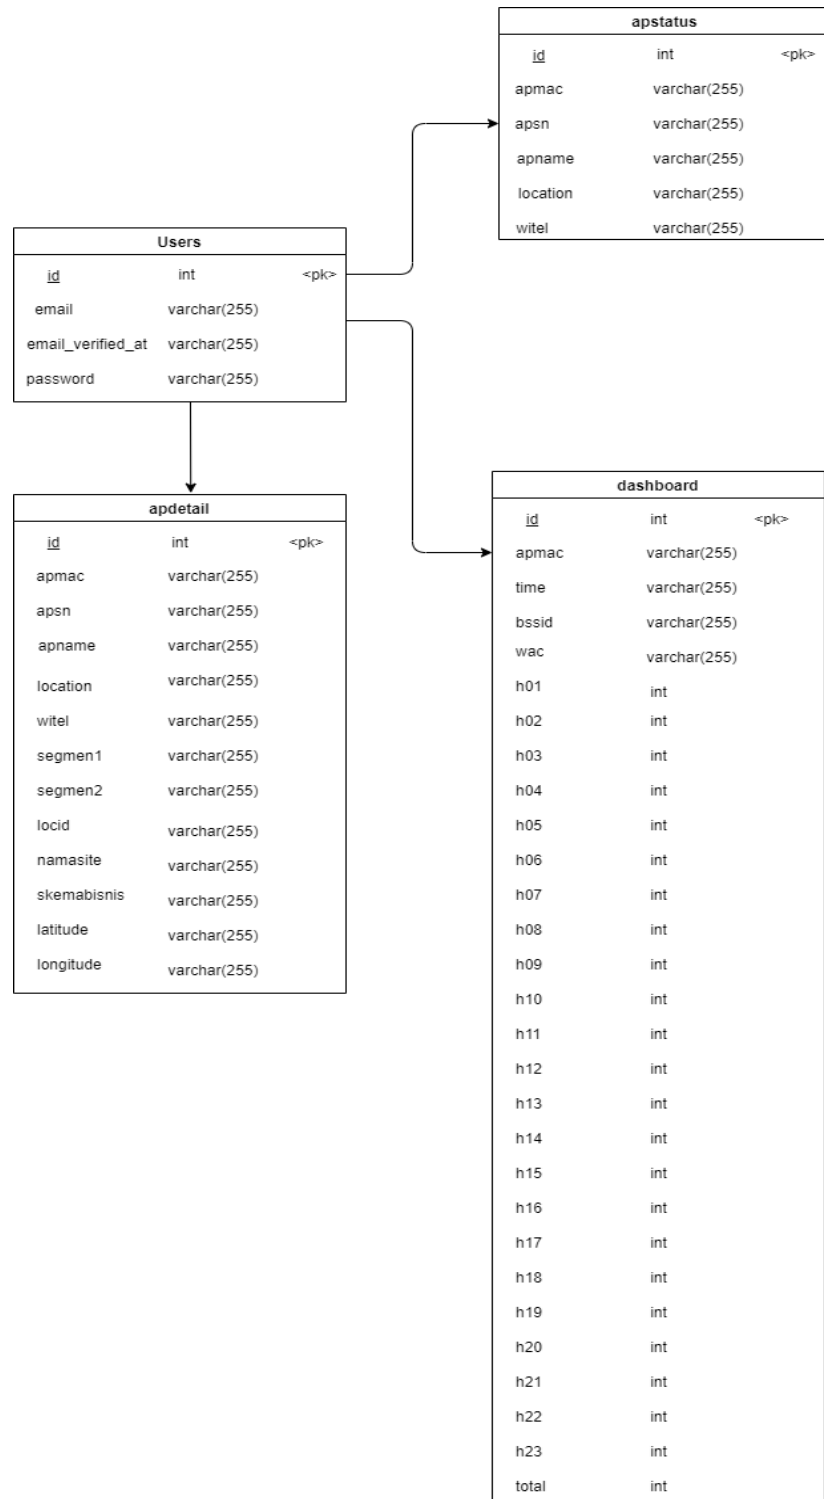 apstatus
id int <pk>
apmac varchar(255)
apsn varchar(255)
apname varchar(255)
location varchar(255)
witel varchar(255)
Users
id int <pk>
email varchar(255)
email_verified_at varchar(255)
password varchar(255)
apdetail
id int <pk>
apmac varchar(255)
apsn varchar(255)
apname varchar(255)
location varchar(255)
witel varchar(255)
segmen1 varchar(255)
segmen2 varchar(255)
locid varchar(255)
namasite varchar(255)
skemabisnis varchar(255)
latitude varchar(255)
longitude varchar(255)
dashboard
id int <pk>
apmac varchar(255)
time varchar(255)
bssid varchar(255)
wac varchar(255)
h01 int
h02 int
h03 int
h04 int
h05 int
h06 int
h07 int
h08 int
h09 int
h10 int
h11 int
h12 int
h13 int
h14 int
h15 int
h16 int
h17 int
h18 int
h19 int
h20 int
h21 int
h22 int
h23 int
total int